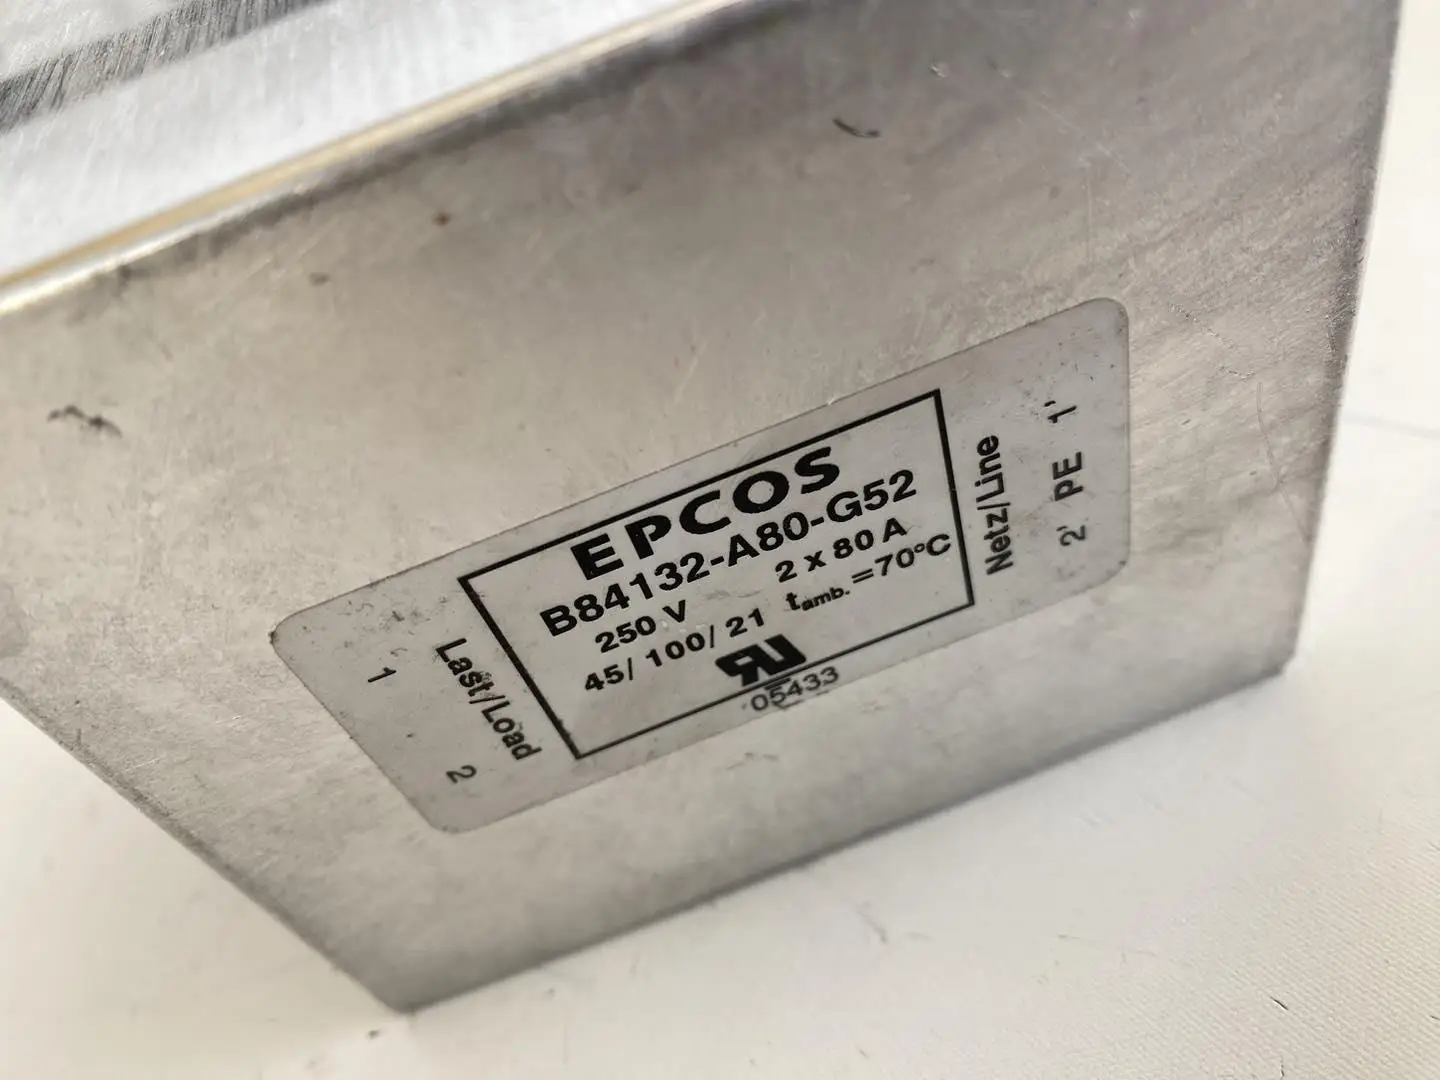 EPCOS
B84132-A80-G52
250 V 2 x 80 A
45/ 100/ 21 tamb.=70°C
05433
Last/Load
1
2
Netz/Line
1'
PE
2'